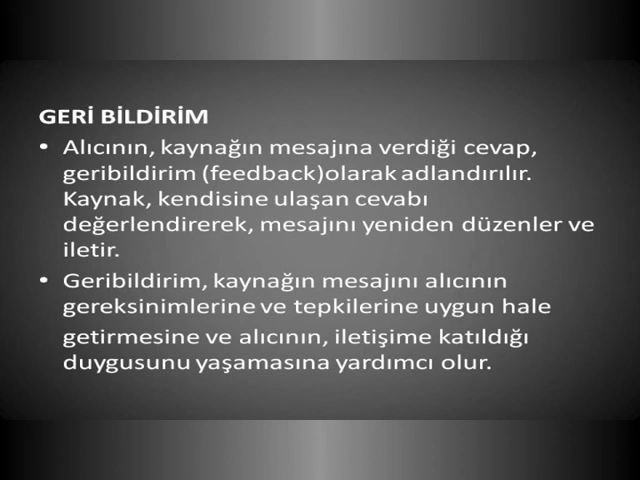 GERİ BİLDİRİM
• Alıcının, kaynağın mesajına verdiği cevap,
geribildirim (feedback)olarak adlandırılır.
Kaynak, kendisine ulaşan cevabı
değerlendirerek, mesajını yeniden düzenler ve
iletir.
• Geribildirim, kaynağın mesajını alıcının
gereksinimlerine ve tepkilerine uygun hale
getirmesine ve alıcının, iletişime katıldığı
duygusunu yaşamasına yardımcı olur.